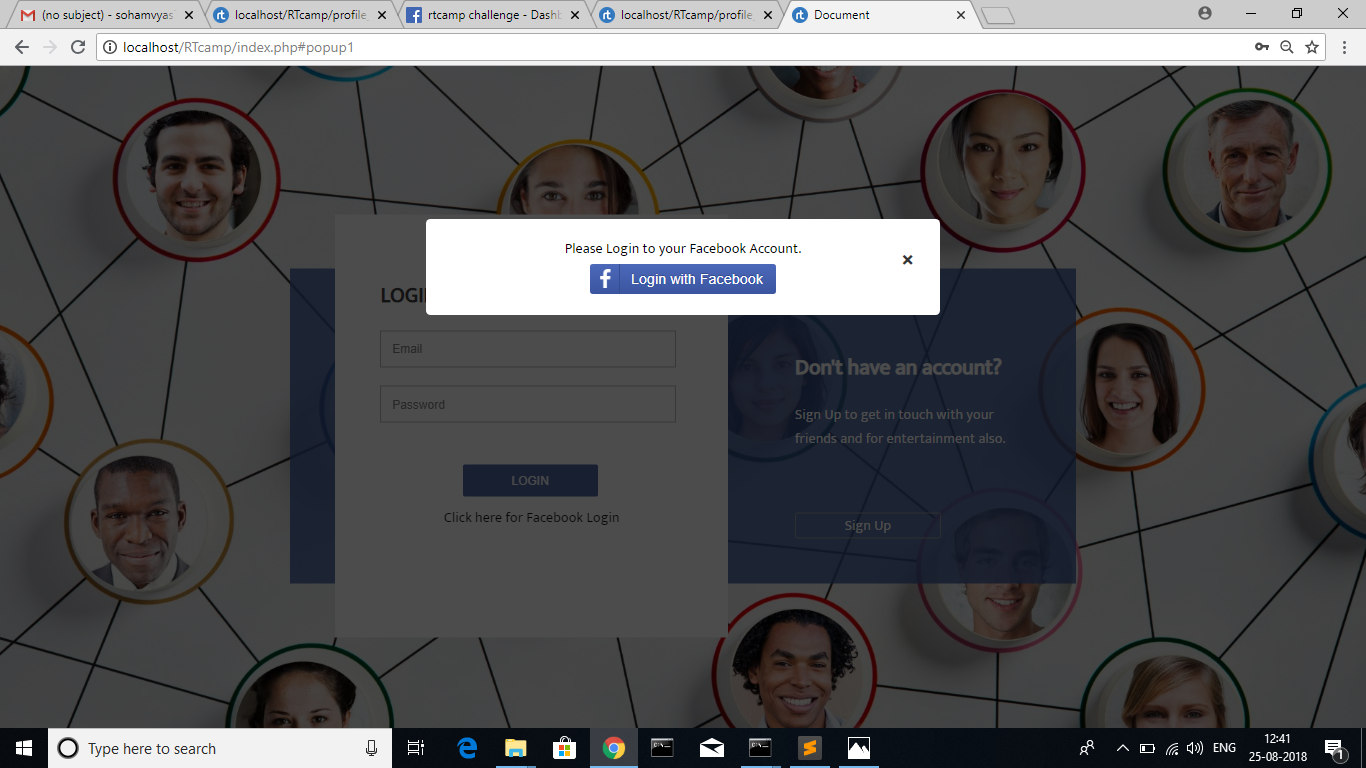 (no subject) - sohamvyas
localhost/RTcamp/profile
rtcamp challenge - Dashb
localhost/RTcamp/profile
Document
localhost/RTcamp/index.php#popup1
Please Login to your Facebook Account.
×
f Login with Facebook
LOGI
Email
Password
LOGIN
Click here for Facebook Login
Don't have an account?
Sign Up to get in touch with your
friends and for entertainment also.
Sign Up
Type here to search
ENG
12:41
25-08-2018
1